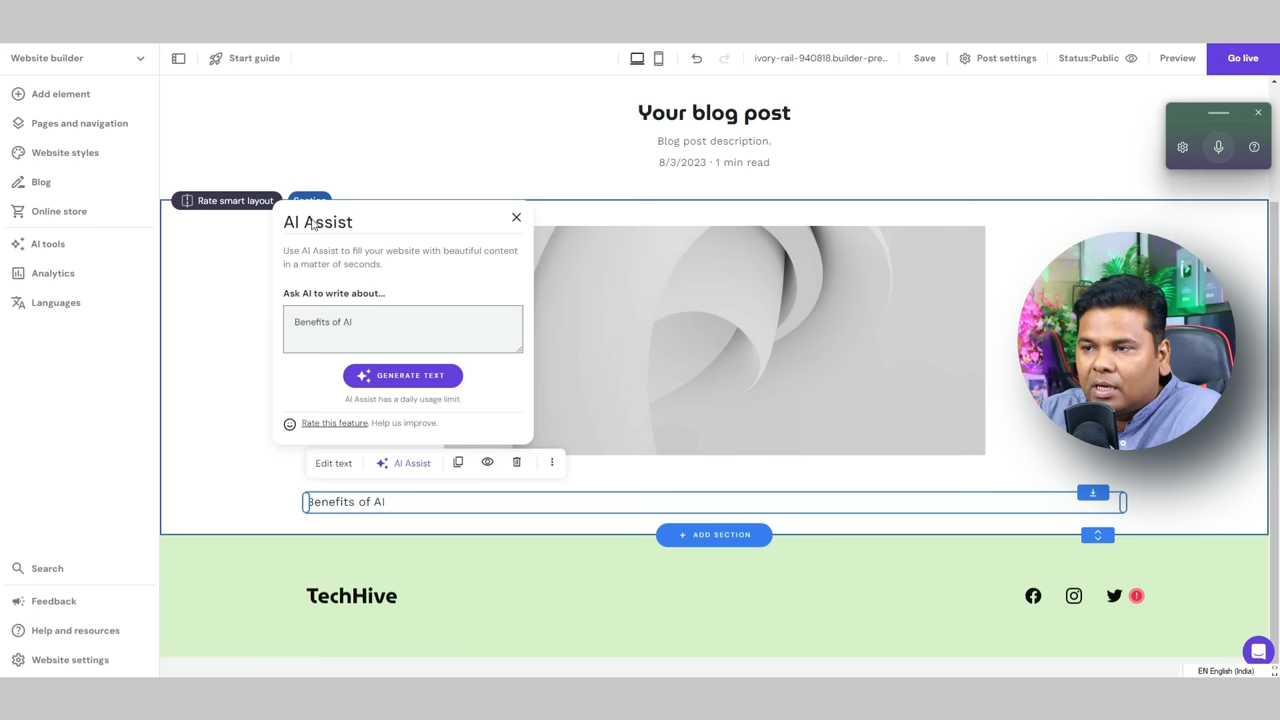 Website builder
Start guide
ivory-rail-940818.builder-pre...
Save
Post settings
Status:Public
Preview
Go live
Add element
Pages and navigation
Website styles
Blog
Online store
AI tools
Analytics
Languages
Search
Feedback
Help and resources
Website settings
Your blog post
Blog post description.
8/3/2023 · 1 min read
Rate smart layout
Section
AI Assist
Use AI Assist to fill your website with beautiful content
in a matter of seconds.
Ask AI to write about...
Benefits of AI
GENERATE TEXT
AI Assist has a daily usage limit.
Rate this feature. Help us improve.
Edit text
AI Assist
Benefits of AI
+ ADD SECTION
TechHive
EN English (India)